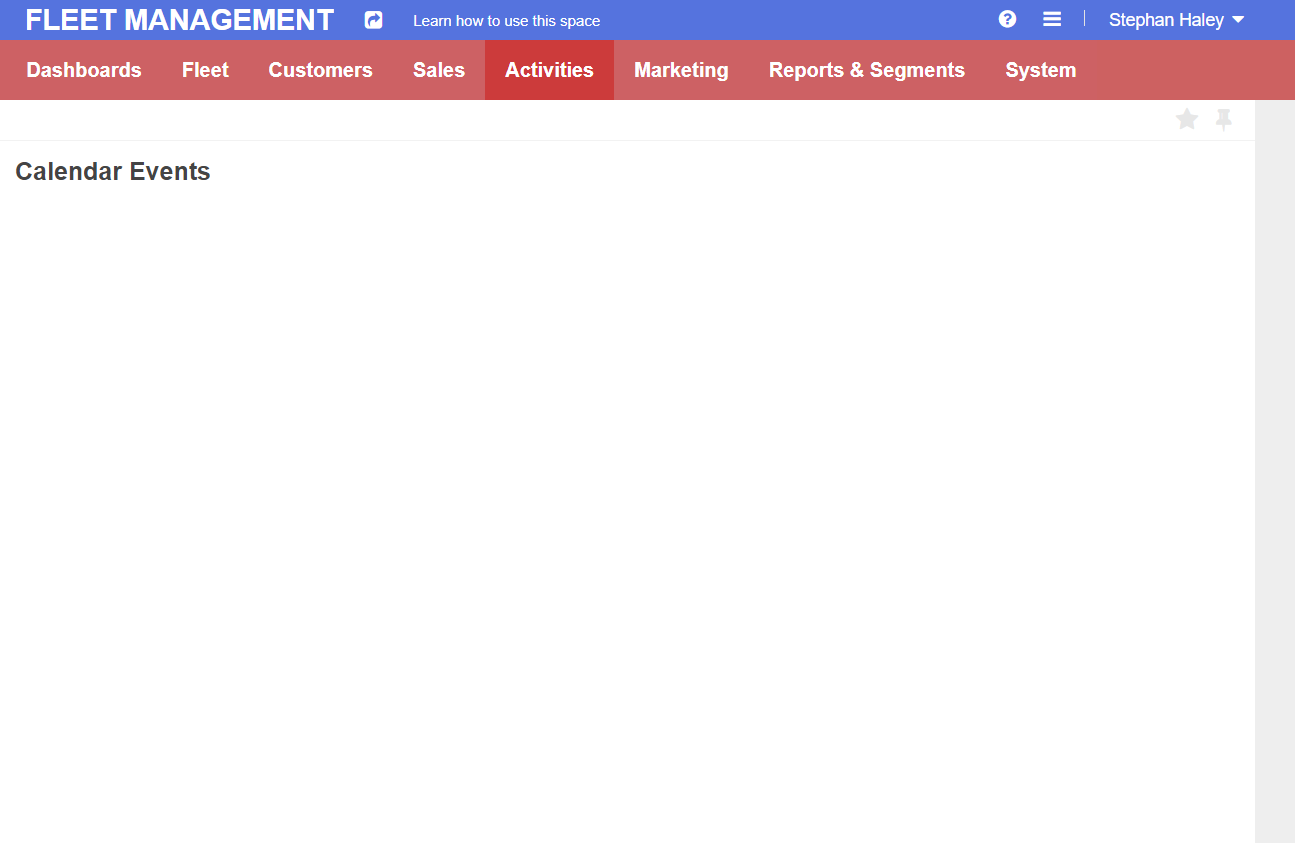 FLEET MANAGEMENT Learn how to use this space ? Stephan Haley
Dashboards Fleet Customers Sales Activities Marketing Reports & Segments System
Calendar Events